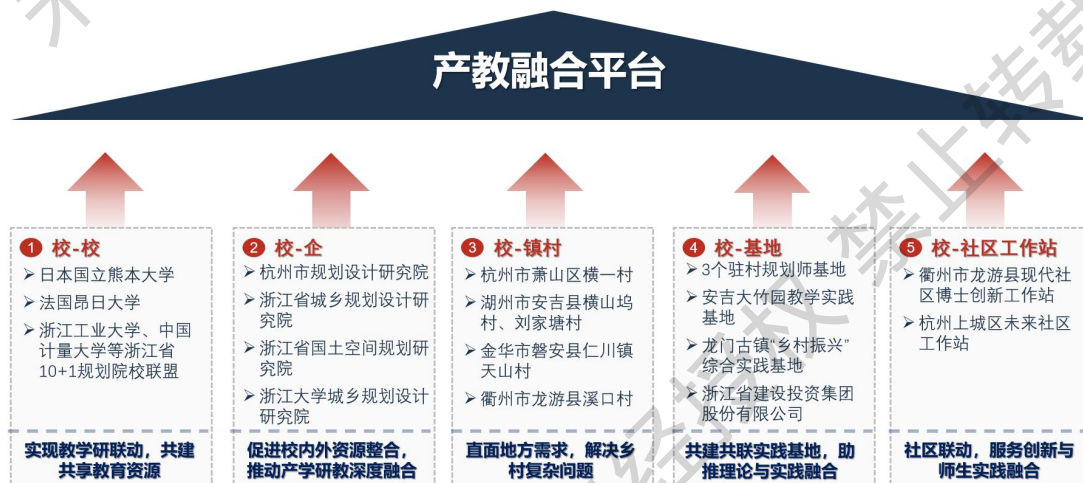 产教融合平台
1 校-校
➢日本国立熊本大学
➢法国昂日大学
➢浙江工业大学、中国
计量大学等浙江省
10+1规划院校联盟
实现教学研联动，共建
共享教育资源
2 校-企
➢杭州市规划设计研究院
➢浙江省城乡规划设计研
究院
➢浙江省国土空间规划研
究院
➢浙江大学城乡规划设计
研究院
促进校内外资源整合，
推动产学研教深度融合
3 校-镇村
➢杭州市萧山区横一村
➢湖州市安吉县横山坞
村、刘家塘村
➢金华市磐安县仁川镇
天山村
➢衢州市龙游县溪口村
直面地方需求，解决乡
村复杂问题
4 校-基地
➢3个驻村规划师基地
➢安吉大竹园教学实践
基地
➢龙门古镇“乡村振兴”
综合实践基地
➢浙江省建设投资集团
股份有限公司
共建共联实践基地，助
推理论与实践融合
5 校-社区工作站
➢衢州市龙游县现代社
区博士创新工作站
➢杭州上城区未来社区
工作站
社区联动，服务创新与
师生实践融合
禁止转载
经授权